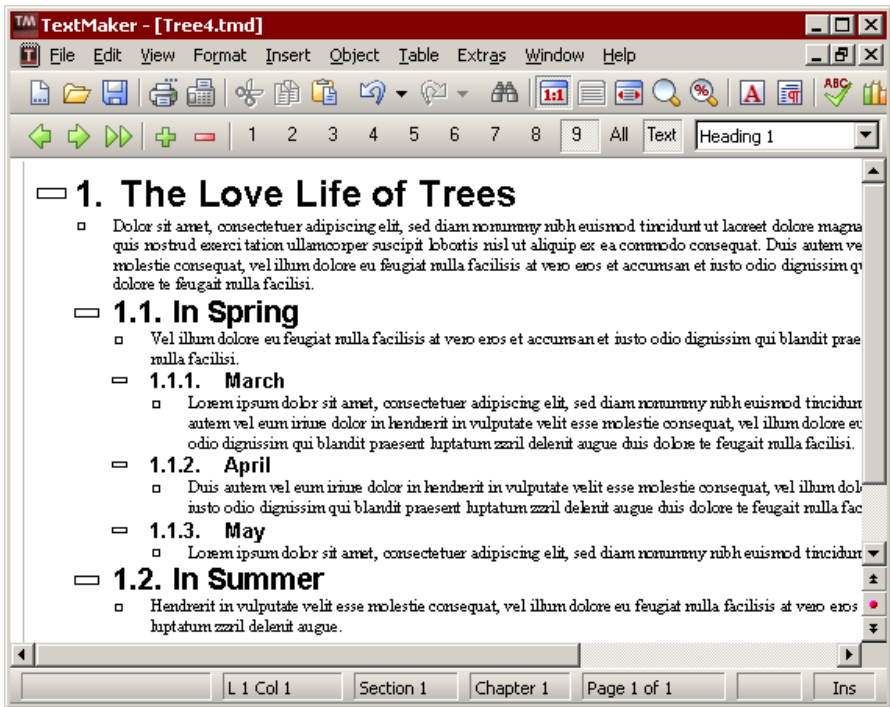 TextMaker - [Tree4.tmd]
File Edit View Format Insert Object Table Extras Window Help
1:1 A ABC
1 2 3 4 5 6 7 8 9 All Text Heading 1
1. The Love Life of Trees
Dolor sit amet, consectetuer adipiscing elit, sed diam nonummy nibh euismod tincidunt ut laoreet dolore magna
quis nostrud exerci tation ullamcorper suscipit lobortis nisl ut aliquip ex ea commodo consequat. Duis autem ve
molestie consequat, vel illum dolore eu feugiat nulla facilisis at vero eros et accumsan et iusto odio dignissim qu
dolore te feugait nulla facilisi.
1.1. In Spring
Vel illum dolore eu feugiat nulla facilisis at vero eros et accumsan et iusto odio dignissim qui blandit prae
nulla facilisi.
1.1.1. March
Lorem ipsum dolor sit amet, consectetuer adipiscing elit, sed diam nonummy nibh euismod tincidun
autem vel eum iriure dolor in hendrerit in vulputate velit esse molestie consequat, vel illum dolore eu
odio dignissim qui blandit praesent luptatum zzril delenit augue duis dolore te feugait nulla facilisi.
1.1.2. April
Duis autem vel eum iriure dolor in hendrerit in vulputate velit esse molestie consequat, vel illum dol
iusto odio dignissim qui blandit praesent luptatum zzril delenit augue duis dolore te feugait nulla fac
1.1.3. May
Lorem ipsum dolor sit amet, consectetuer adipiscing elit, sed diam nonummy nibh euismod tincidun
1.2. In Summer
Hendrerit in vulputate velit esse molestie consequat, vel illum dolore eu feugiat nulla facilisis at vero eros
luptatum zzril delenit augue.
L 1 Col 1 Section 1 Chapter 1 Page 1 of 1 Ins